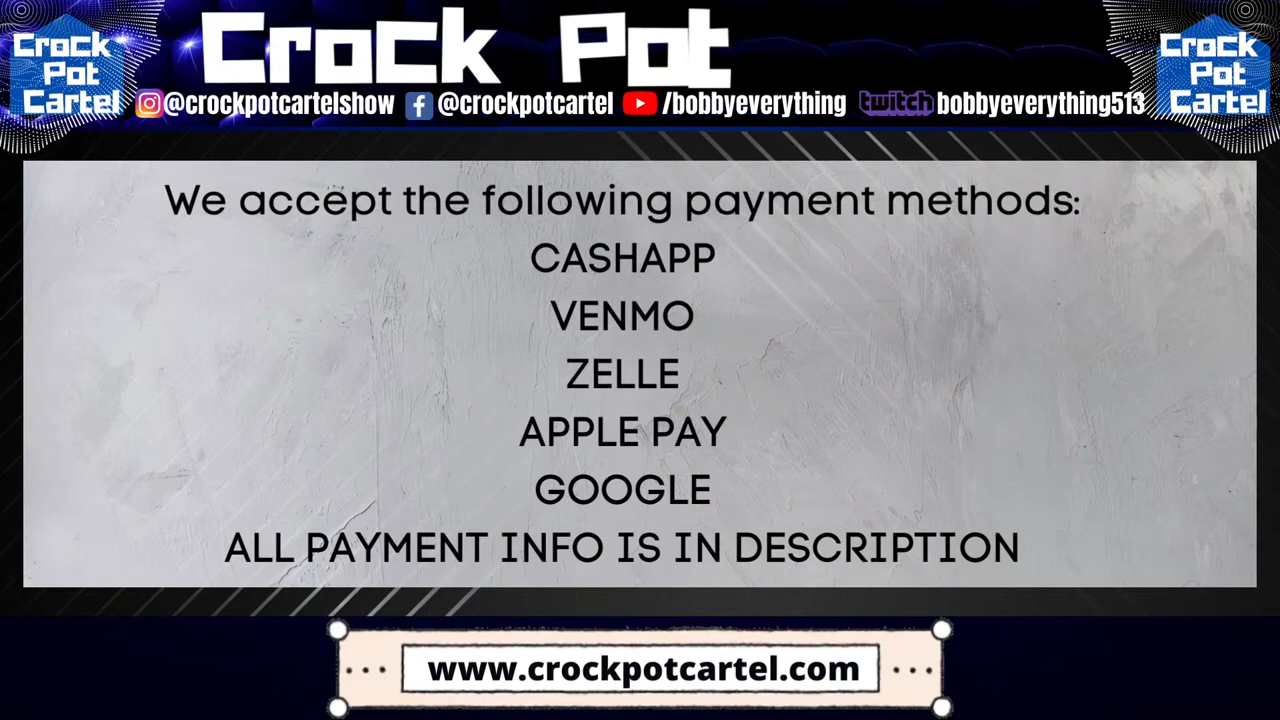 Crock Pot
Crock
Pot
Cartel
@crockpotcartelshow @crockpotcartel /bobbyeverything twitch bobbyeverything513
Crock
Pot
Cartel
We accept the following payment methods:
CASHAPP
VENMO
ZELLE
APPLE PAY
GOOGLE
ALL PAYMENT INFO IS IN DESCRIPTION
www.crockpotcartel.com